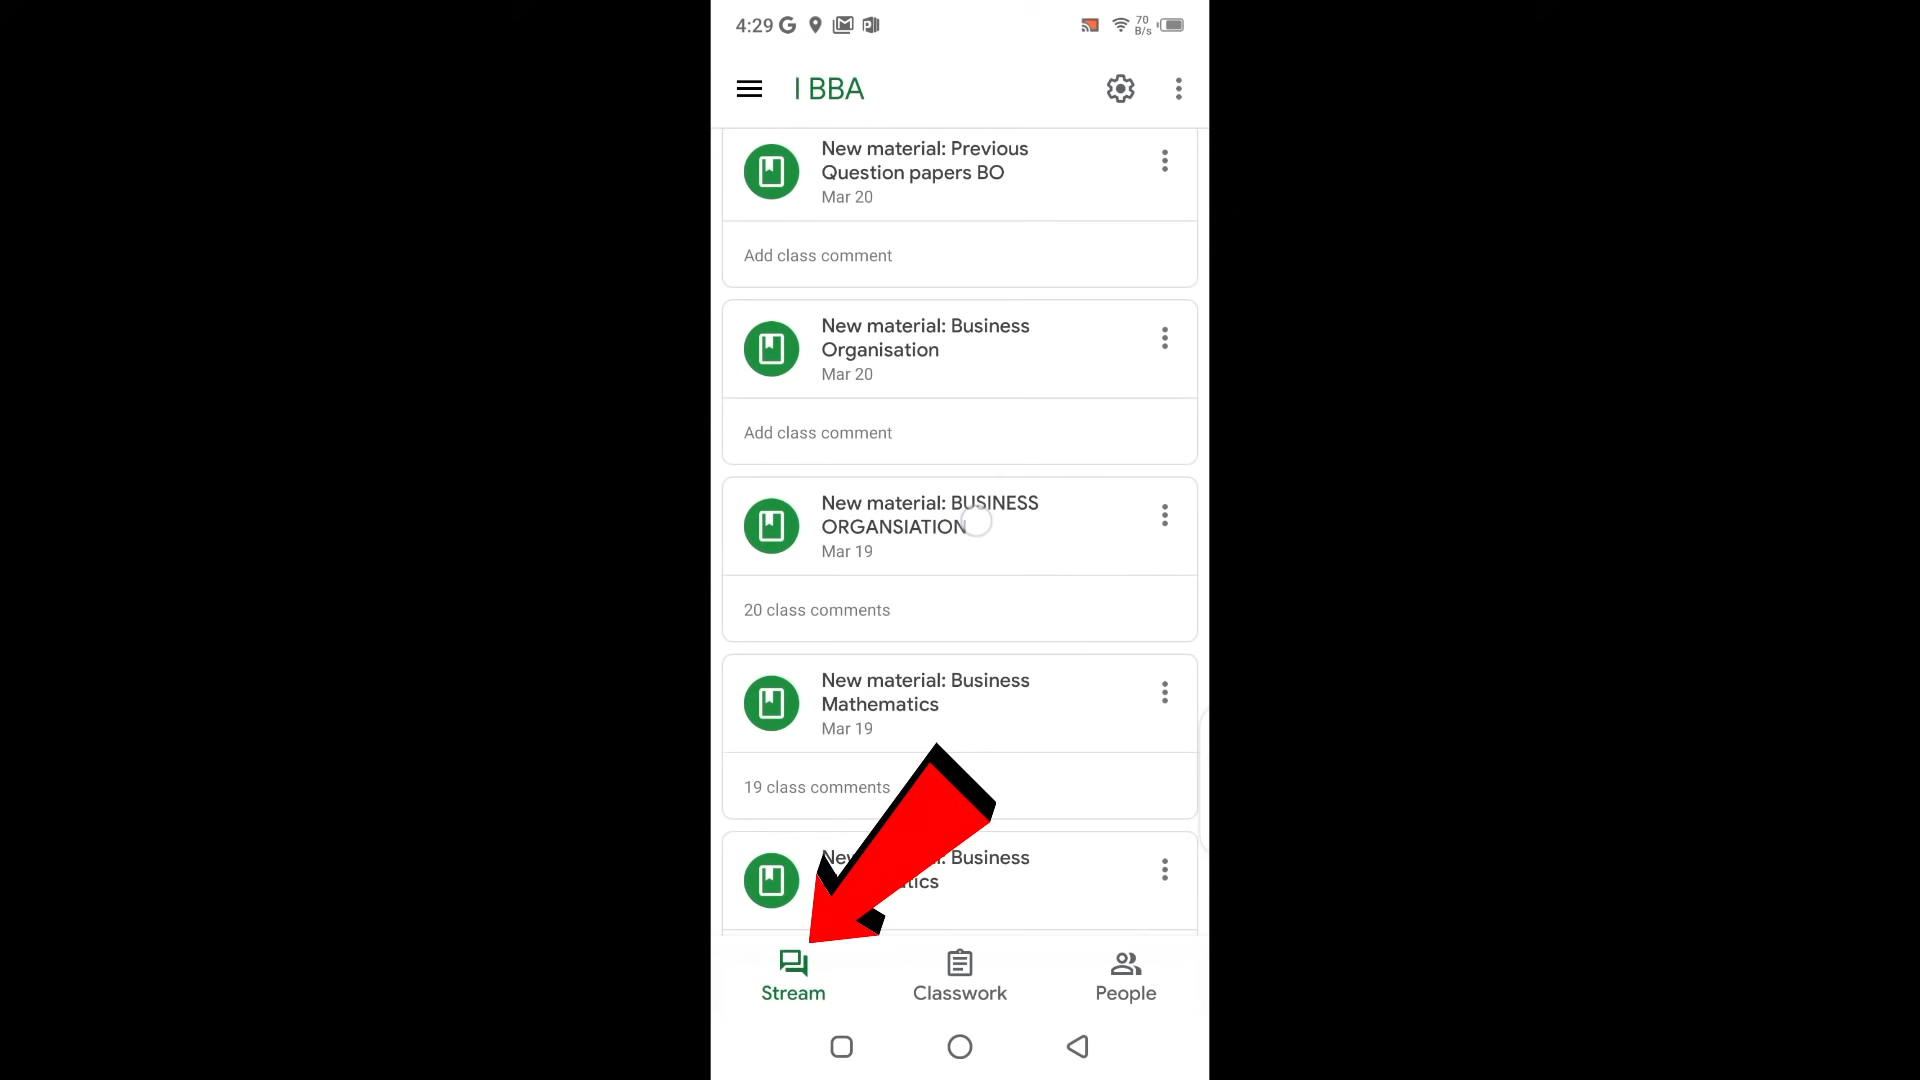 4:29
70
B/s
I BBA
New material: Previous
Question papers BO
Mar 20
Add class comment
New material: Business
Organisation
Mar 20
Add class comment
New material: BUSINESS
ORGANSIATION
Mar 19
20 class comments
New material: Business
Mathematics
Mar 19
19 class comments
Business
Stream
Classwork
People